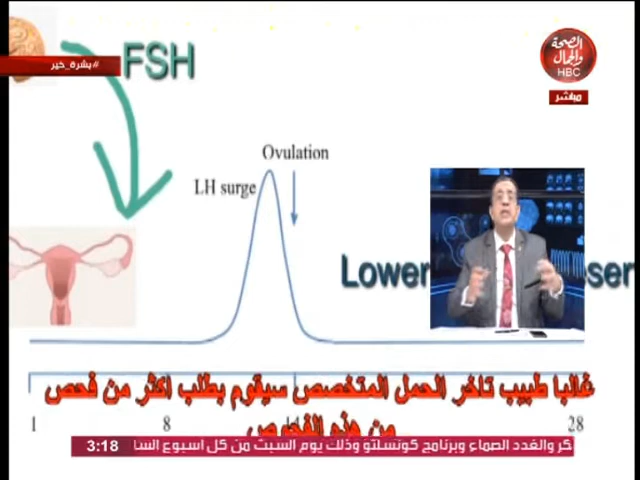 الصحة
والجمال
HBC
مباشر
#بشرة_خير
FSH
Ovulation
LH surge
Lower
غالبا طبيب تاخر الحمل المتخصص سيقوم بطلب اكثر من فحص
من هذه الفحوص
1
8
28
كر والغدد الصماء وبرنامج كونسلتو وذلك يوم السبت من كل اسبوع السا
3:18